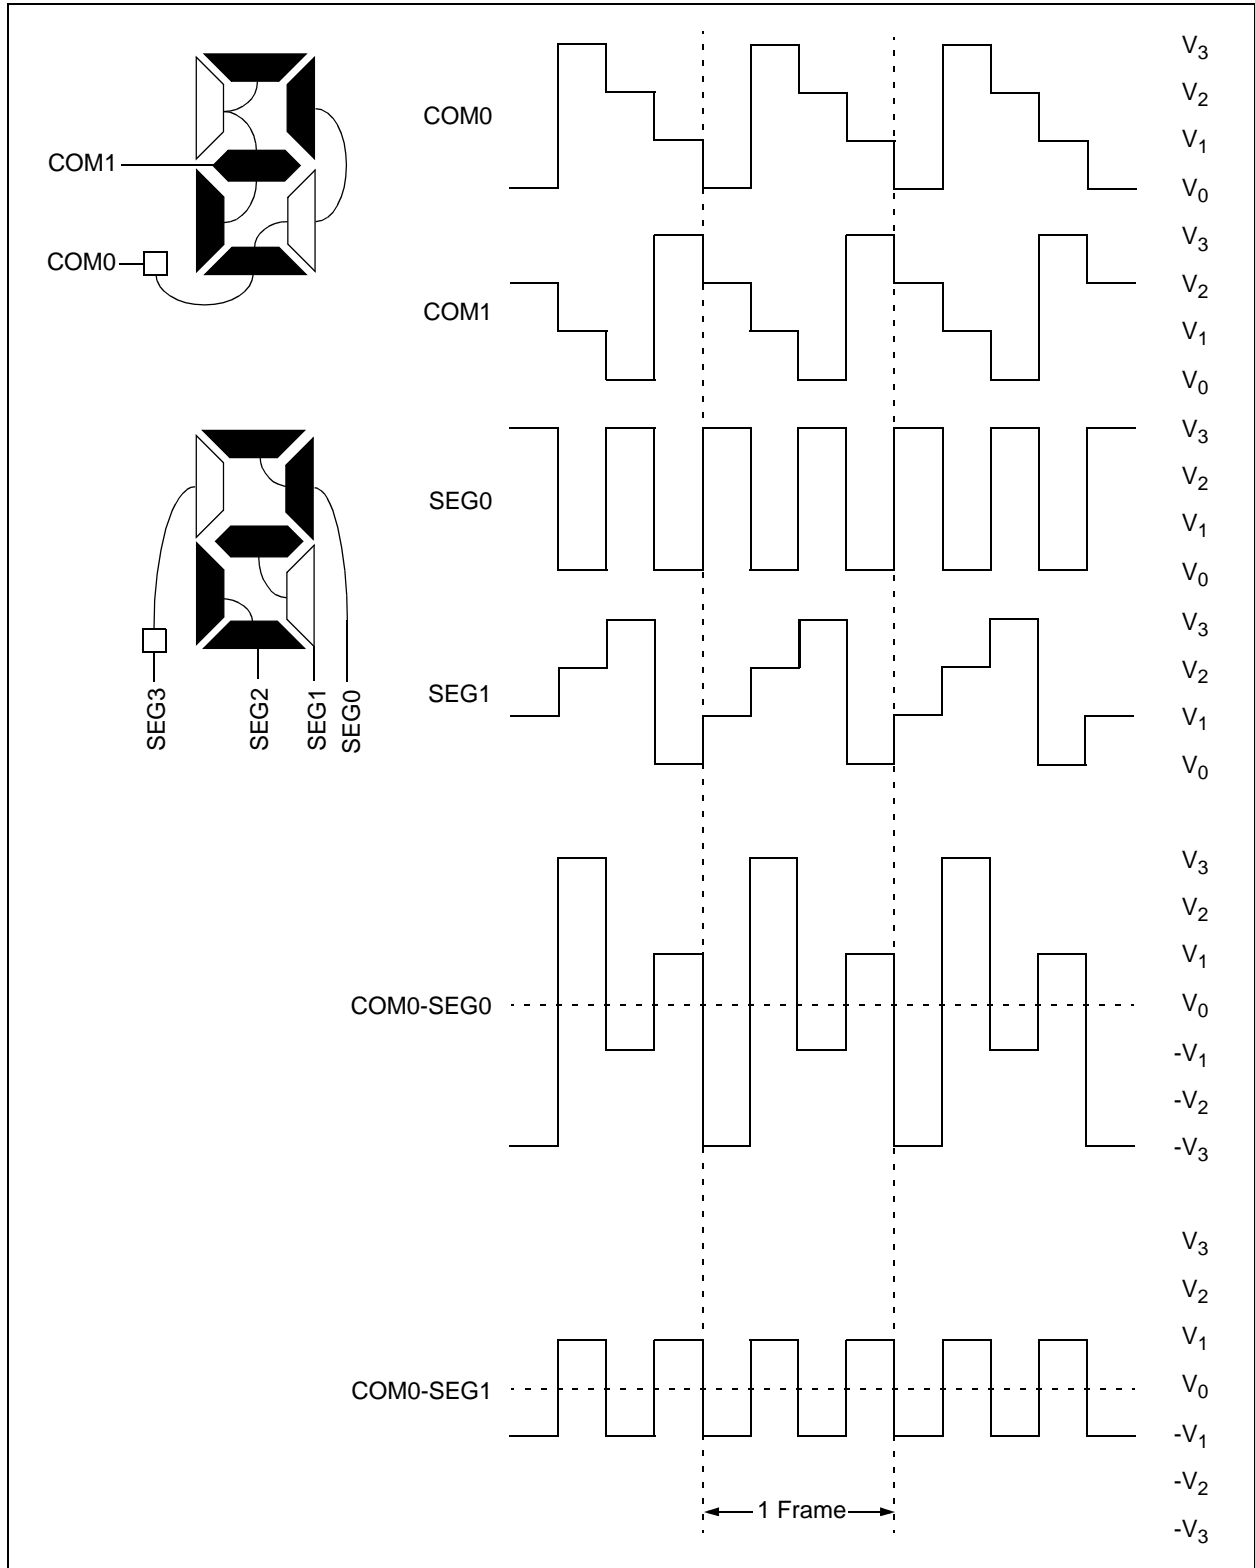 COM1
COM0
SEG3
SEG2
SEG1
SEG0
COM0
V3
V2
V1
V0
COM1
V3
V2
V1
V0
SEG0
V3
V2
V1
V0
SEG1
V3
V2
V1
V0
COM0-SEG0
V3
V2
V1
V0
-V1
-V2
-V3
COM0-SEG1
V3
V2
V1
V0
-V1
-V2
-V3
1 Frame